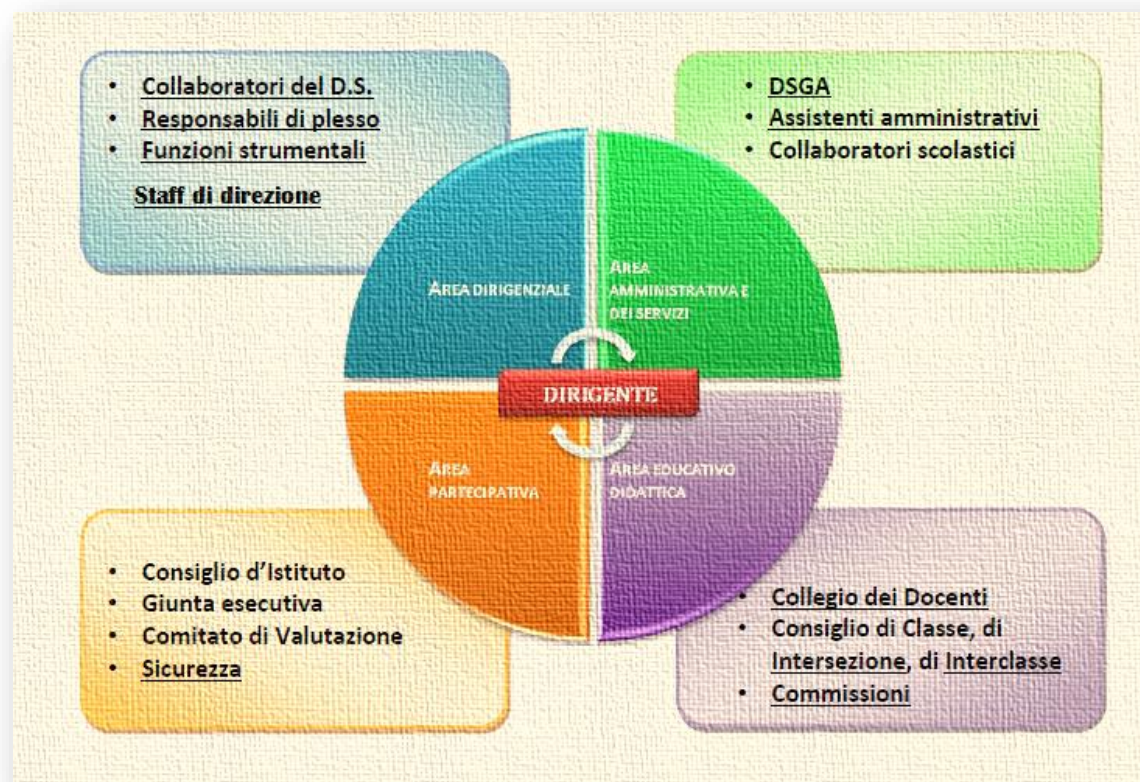 • Collaboratori del D.S.
• Responsabili di plesso
• Funzioni strumentali
Staff di direzione
• DSGA
• Assistenti amministrativi
• Collaboratori scolastici
AREA DIRIGENZIALE
AREA
AMMINISTRATIVA E
DEI SERVIZI
DIRIGENTE
AREA
PARTECIPATIVA
AREA EDUCATIVO
DIDATTICA
• Consiglio d’Istituto
• Giunta esecutiva
• Comitato di Valutazione
• Sicurezza
• Collegio dei Docenti
• Consiglio di Classe, di
Intersezione, di Interclasse
• Commissioni